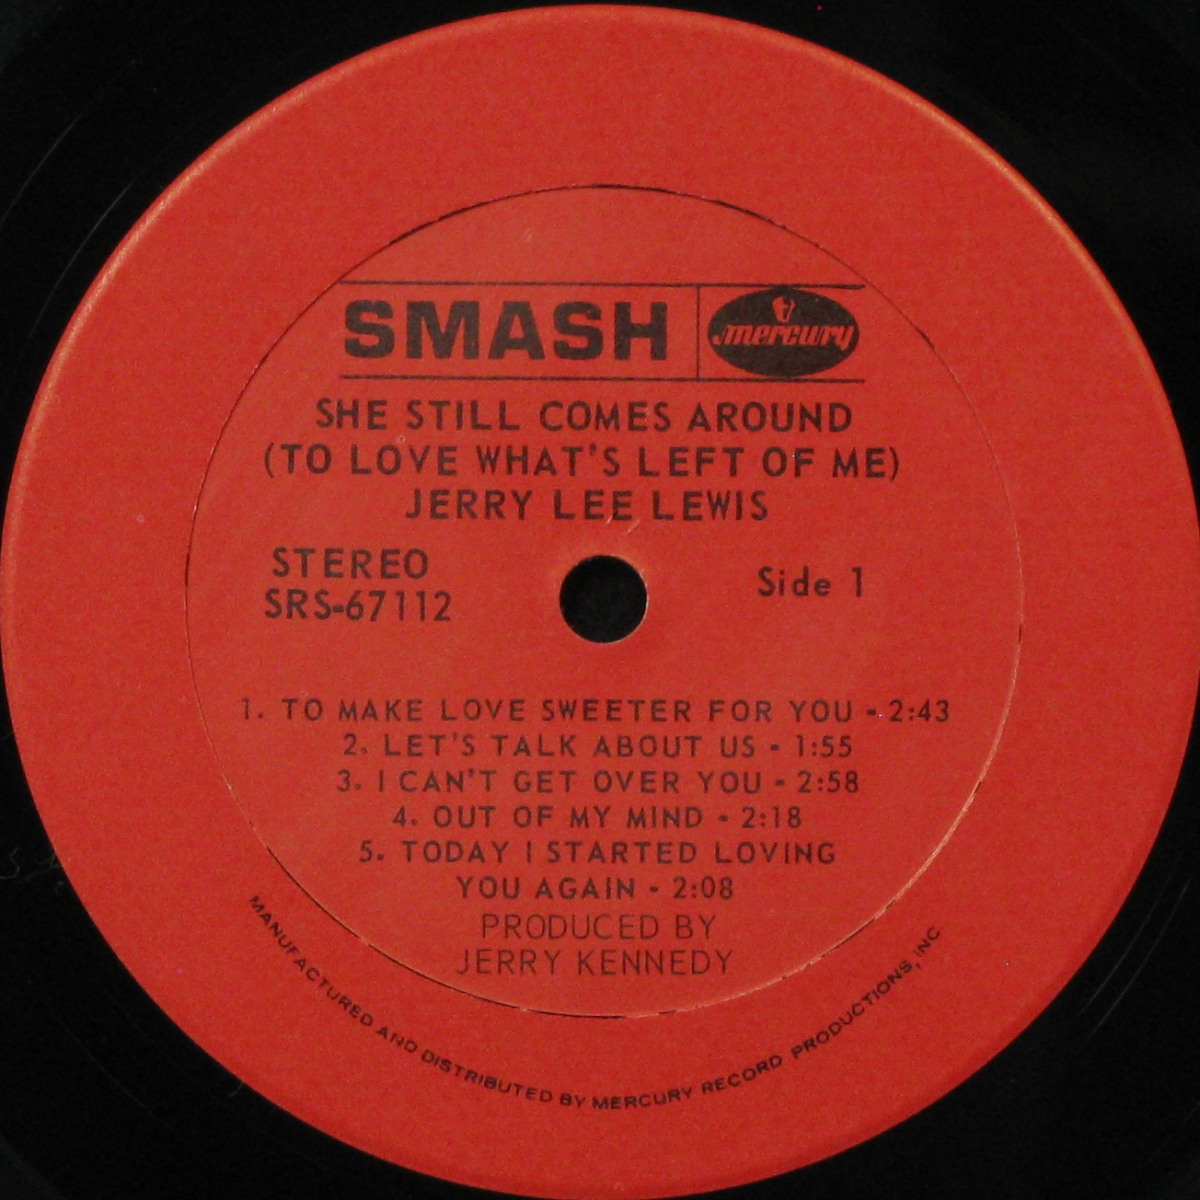 SMASH
mercury
SHE STILL COMES AROUND
(TO LOVE WHAT'S LEFT OF ME)
JERRY LEE LEWIS
STEREO
SRS-67112
Side 1
1. TO MAKE LOVE SWEETER FOR YOU - 2:43
2. LET'S TALK ABOUT US - 1:55
3. I CAN'T GET OVER YOU - 2:58
4. OUT OF MY MIND - 2:18
5. TODAY I STARTED LOVING
YOU AGAIN - 2:08
PRODUCED BY
JERRY KENNEDY
MANUFACTURED AND DISTRIBUTED BY MERCURY RECORD PRODUCTIONS, INC